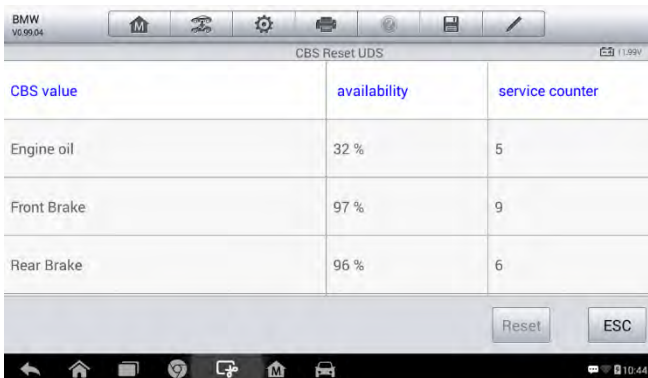 BMW
V0.99.04
CBS Reset UDS
11.99V
CBS value availability service counter
Engine oil 32 % 5
Front Brake 97 % 9
Rear Brake 96 % 6
Reset ESC
10:44